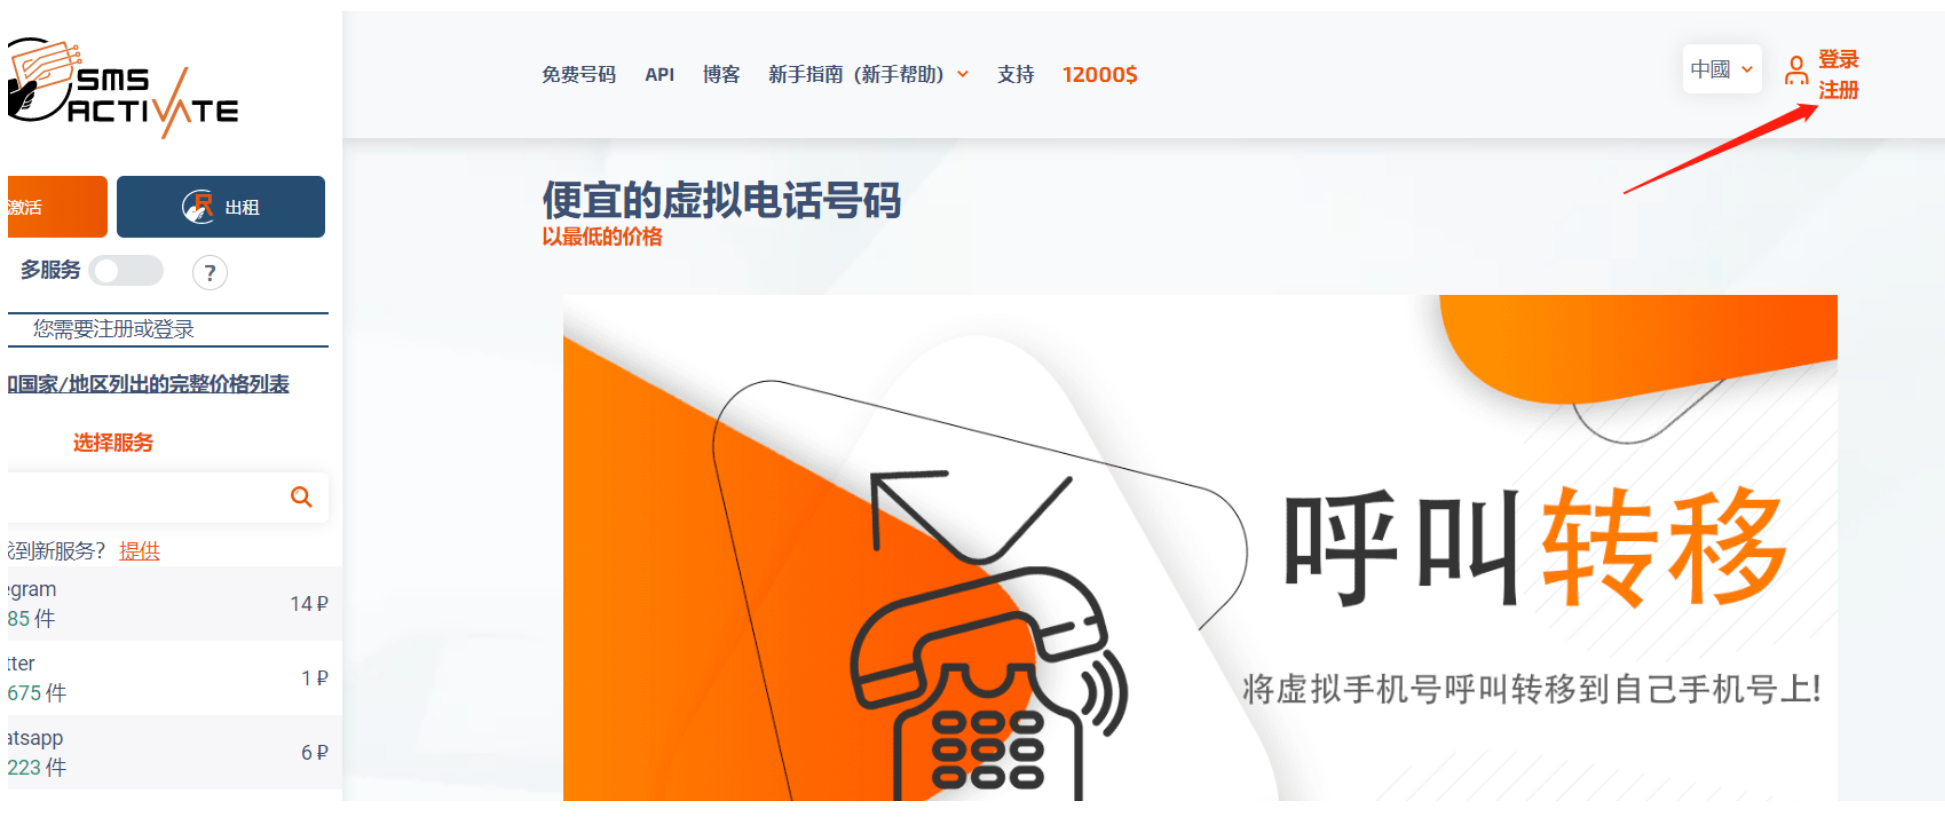 SMS
ACTIVATE
免费号码 API 博客 新手指南 (新手帮助) 支持 12000$
中國
登录
注册
激活
出租
多服务
?
您需要注册或登录
国家/地区列出的完整价格列表
选择服务
到新服务? 提供
egram
85 件
14 ₽
tter
675 件
1 ₽
atsapp
223 件
6 ₽
便宜的虚拟电话号码
以最低的价格
呼叫转移
将虚拟手机号呼叫转移到自己手机号上!